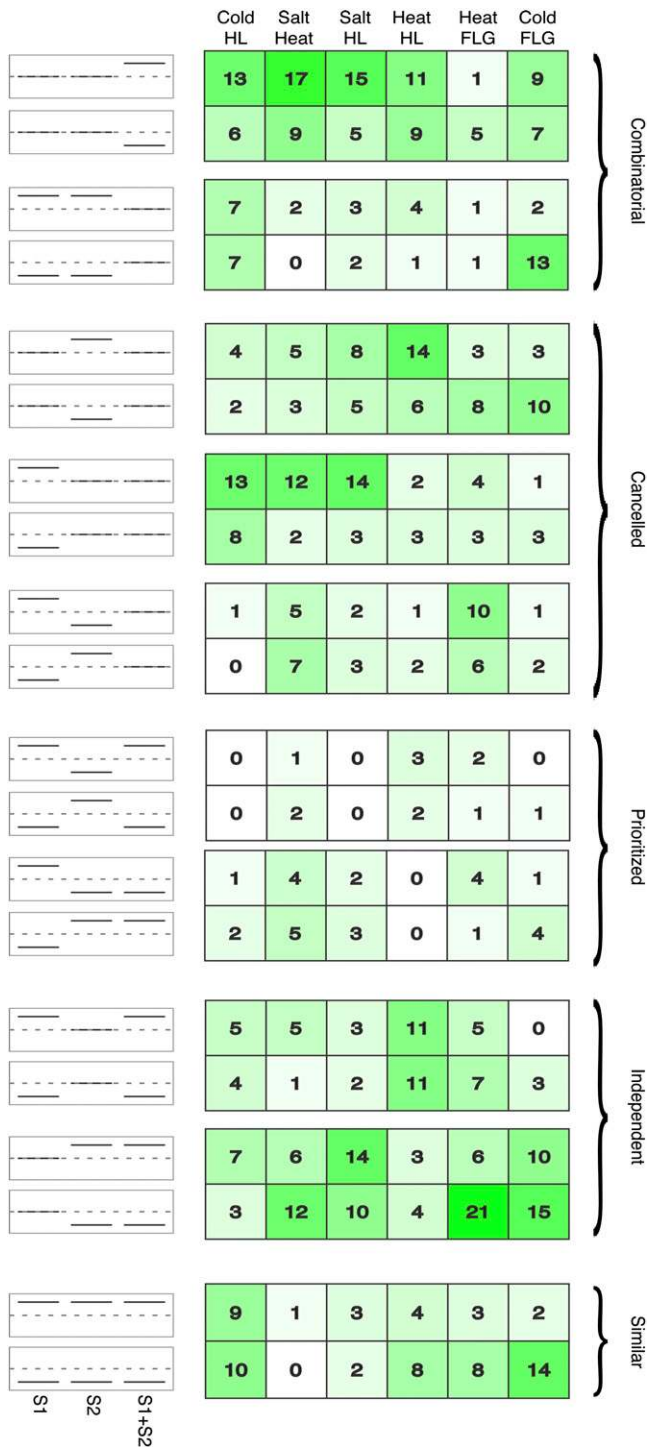 Cold HL Salt Heat Salt HL Heat HL Heat FLG Cold FLG
13 17 15 11 1 9
6 9 5 9 5 7
7 2 3 4 1 2
7 0 2 1 1 13
Combinatorial
4 5 8 14 3 3
2 3 5 6 8 10
13 12 14 2 4 1
8 2 3 3 3 3
1 5 2 1 10 1
0 7 3 2 6 2
Cancelled
0 1 0 3 2 0
0 2 0 2 1 1
1 4 2 0 4 1
2 5 3 0 1 4
Prioritized
5 5 3 11 5 0
4 1 2 11 7 3
7 6 14 3 6 10
3 12 10 4 21 15
Independent
9 1 3 4 3 2
10 0 2 8 8 14
Similar
S1 S2 S1+S2